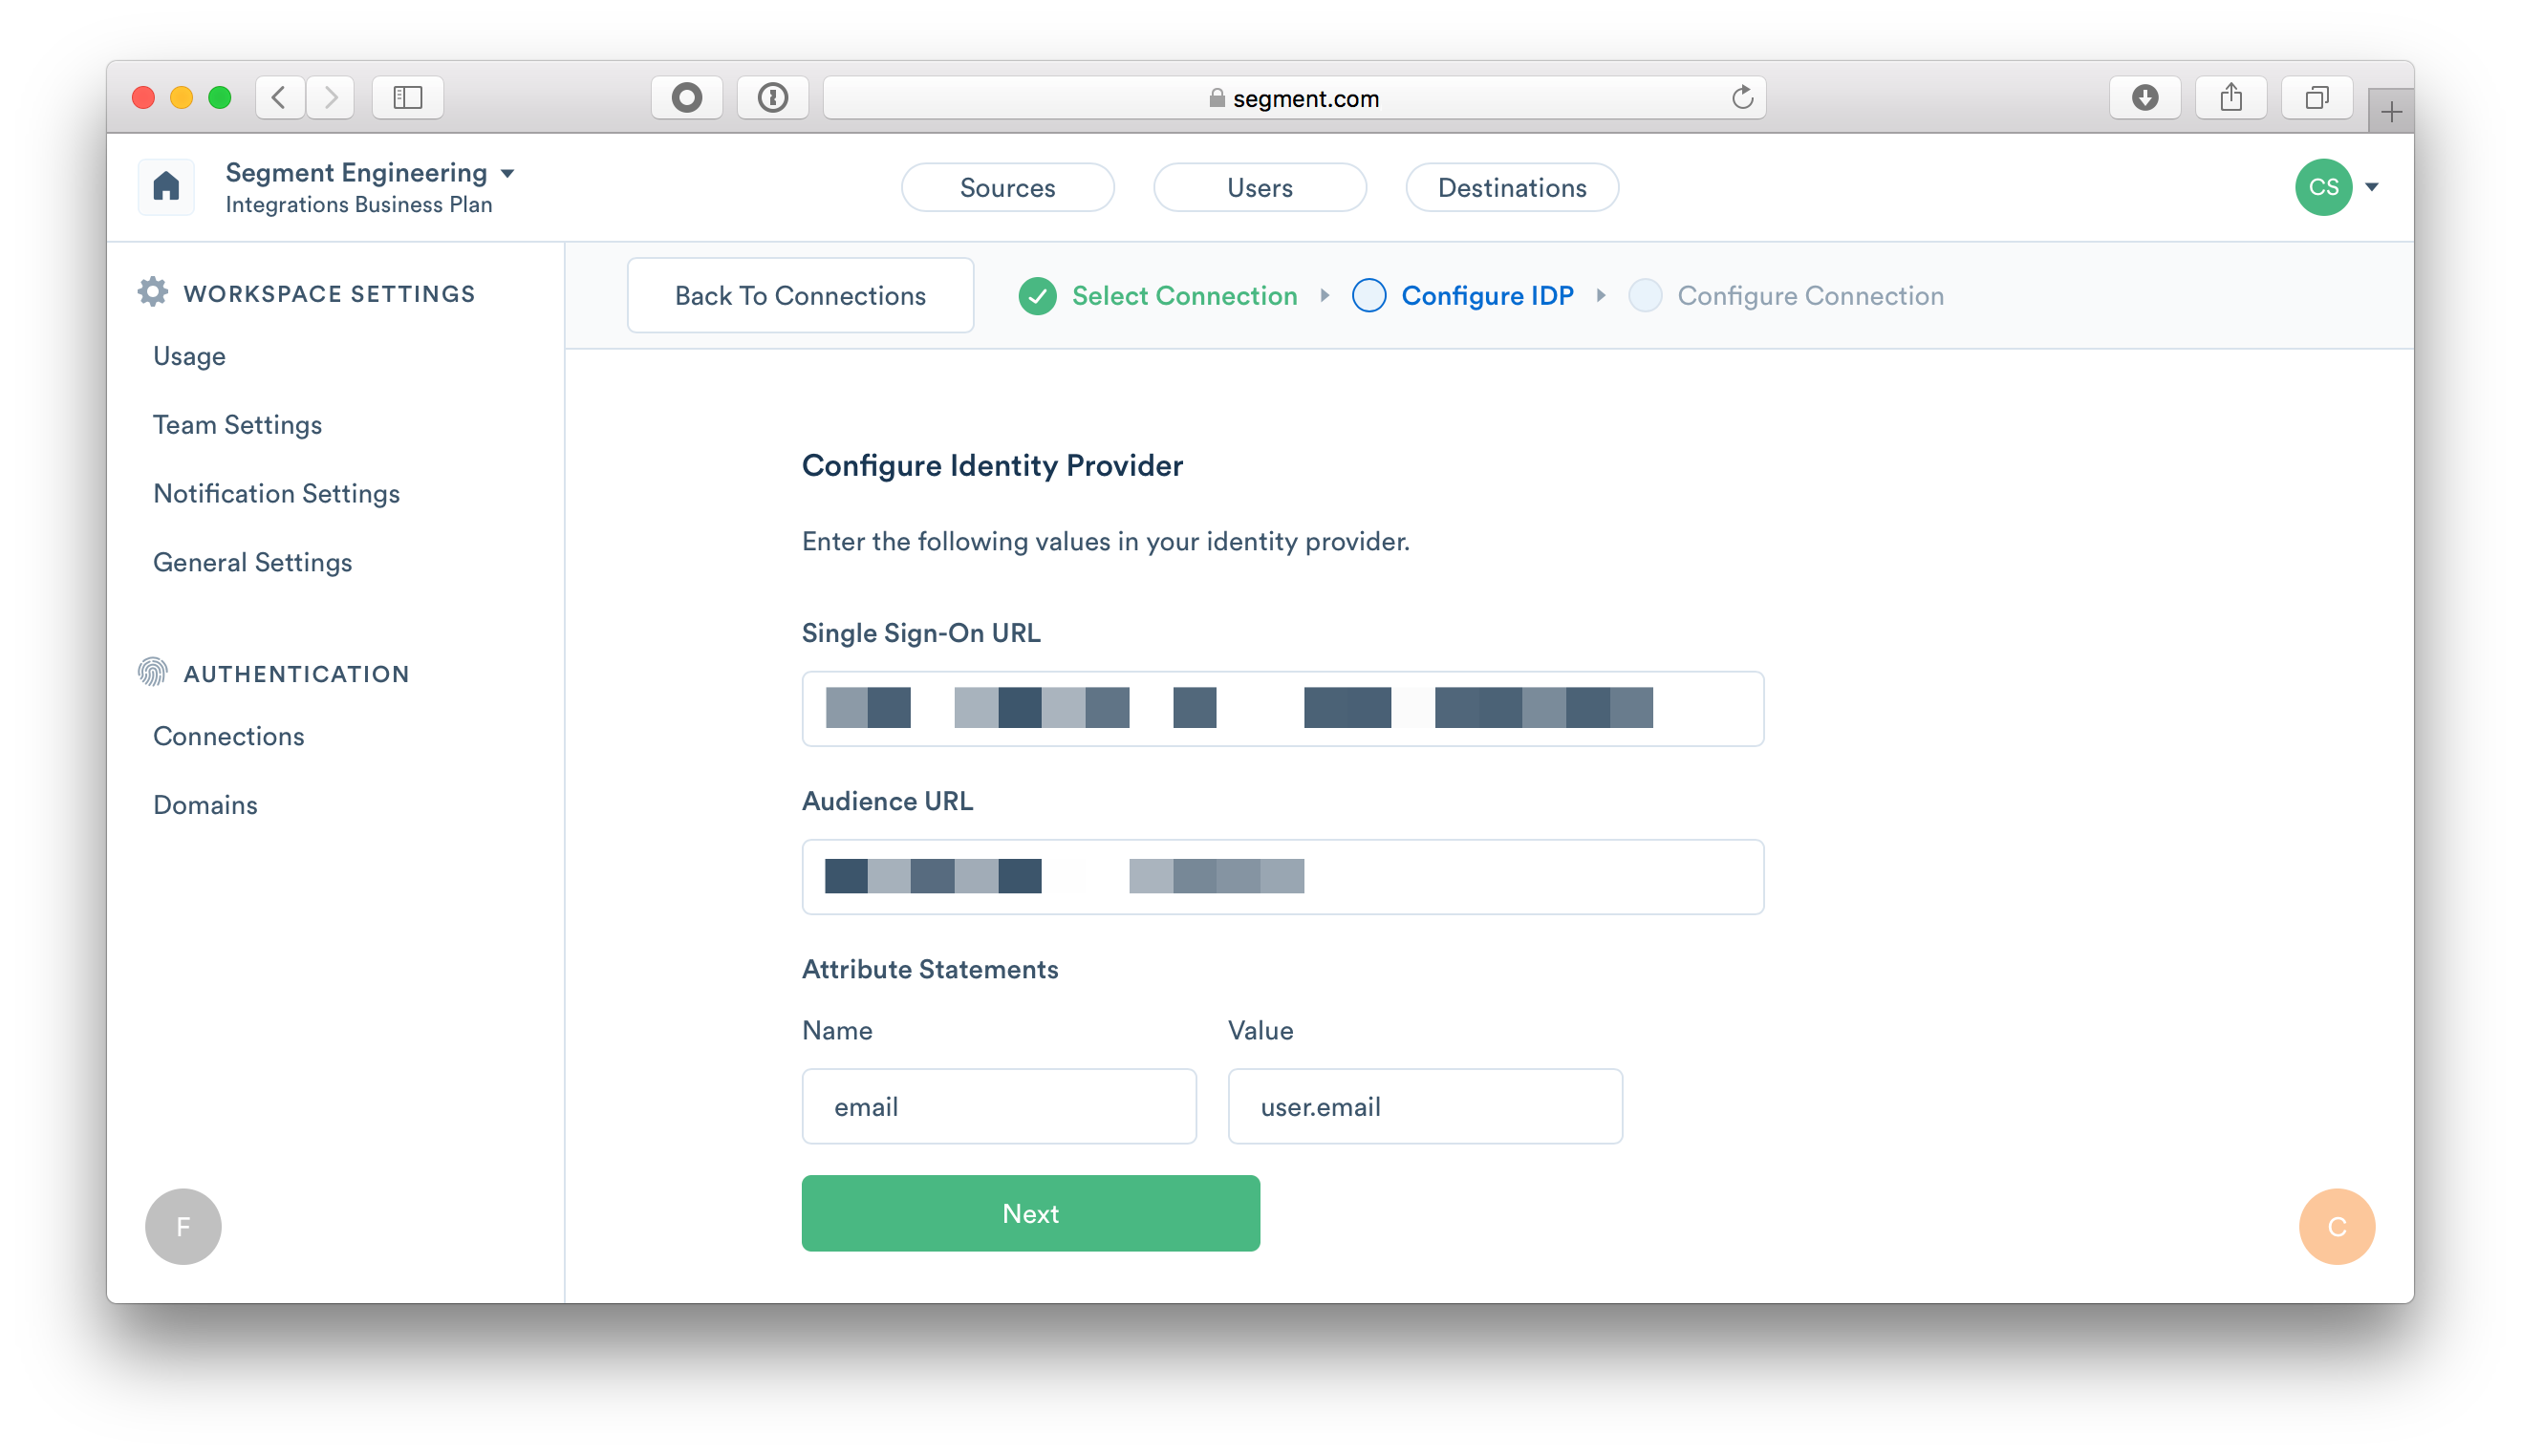 segment.com
Segment Engineering
Integrations Business Plan
Sources
Users
Destinations
CS
WORKSPACE SETTINGS
Usage
Team Settings
Notification Settings
General Settings
AUTHENTICATION
Connections
Domains
F
Back To Connections
Select Connection
Configure IDP
Configure Connection
Configure Identity Provider
Enter the following values in your identity provider.
Single Sign-On URL
Audience URL
Attribute Statements
Name
Value
email
user.email
Next
C